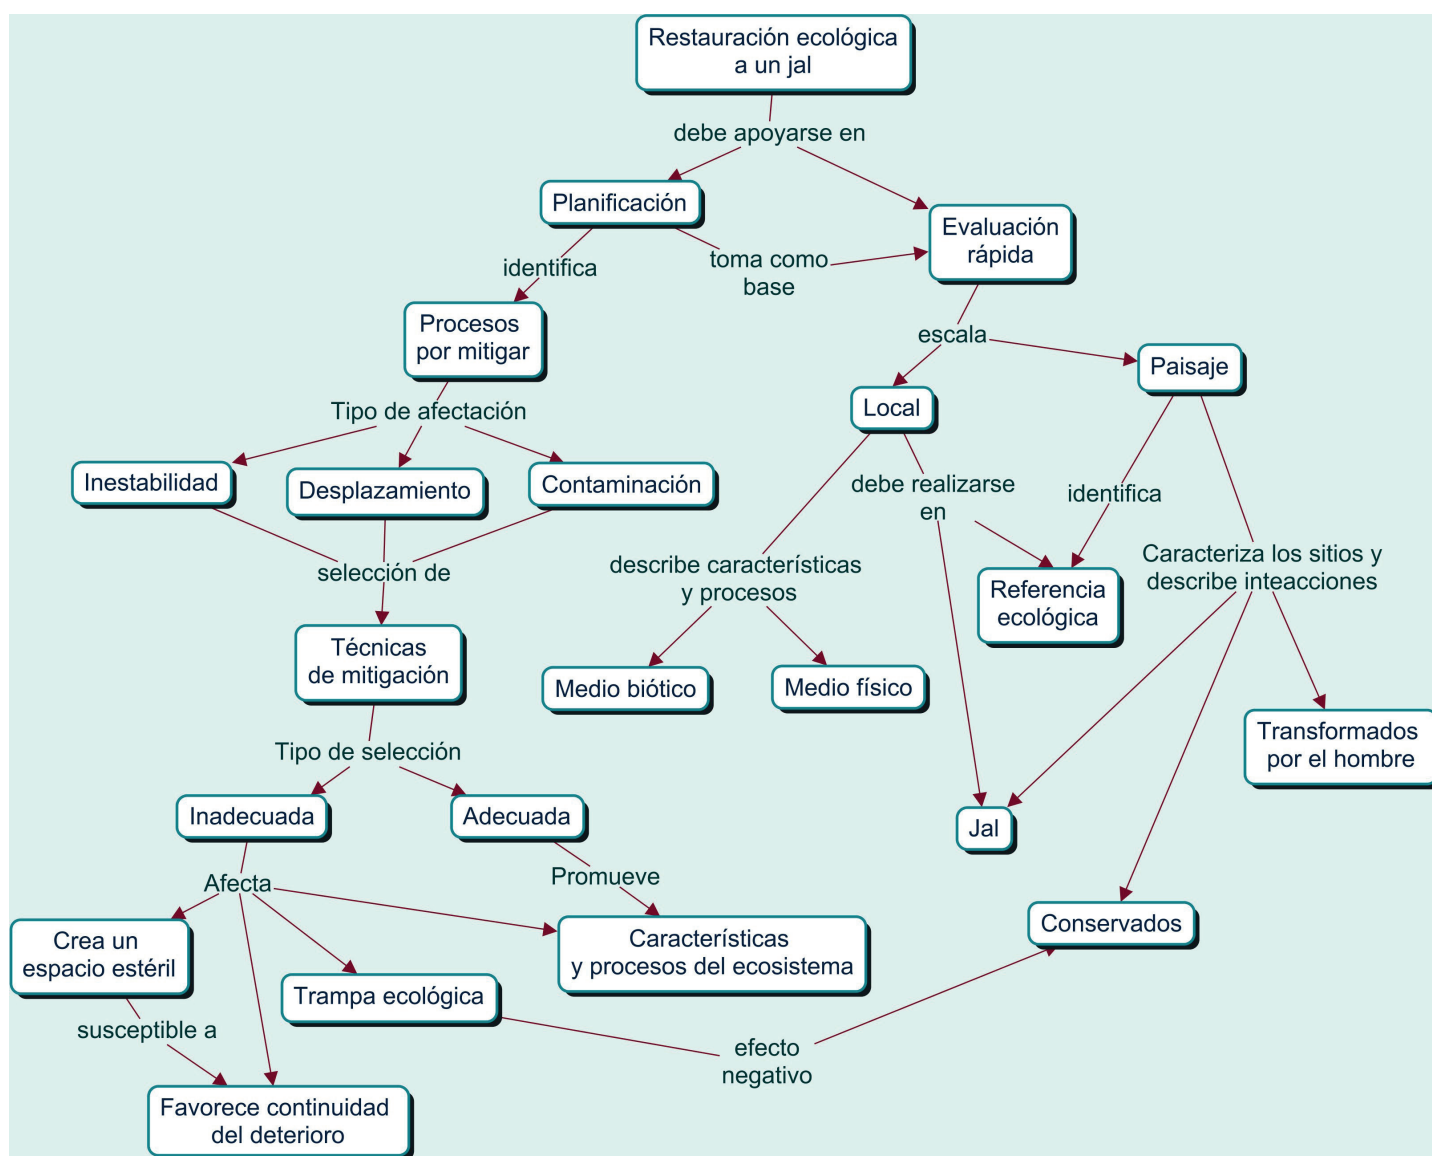 Restauración ecológica
a un jal
debe apoyarse en
Planificación
Evaluación
rápida
identifica
toma como
base
Procesos
por mitigar
escala
Paisaje
Local
Tipo de afectación
Inestabilidad
Desplazamiento
Contaminación
debe realizarse
en
identifica
selección de
describe características
y procesos
Caracteriza los sitios y
describe inteacciones
Referencia
ecológica
Técnicas
de mitigación
Medio biótico
Medio físico
Transformados
por el hombre
Tipo de selección
Inadecuada
Adecuada
Jal
Afecta
Promueve
Crea un
espacio estéril
Características
y procesos del ecosistema
Conservados
Trampa ecológica
susceptible a
efecto
negativo
Favorece continuidad
del deterioro